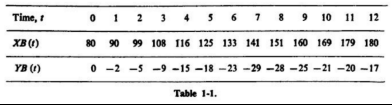 Time, t 0 1 2 3 4 5 6 7 8 9 10 11 12
XB (t) 80 90 99 108 116 125 133 141 151 160 169 179 180
YB (t) 0 −2 −5 −9 −15 −18 −23 −29 −28 −25 −21 −20 −17
Table 1-1.